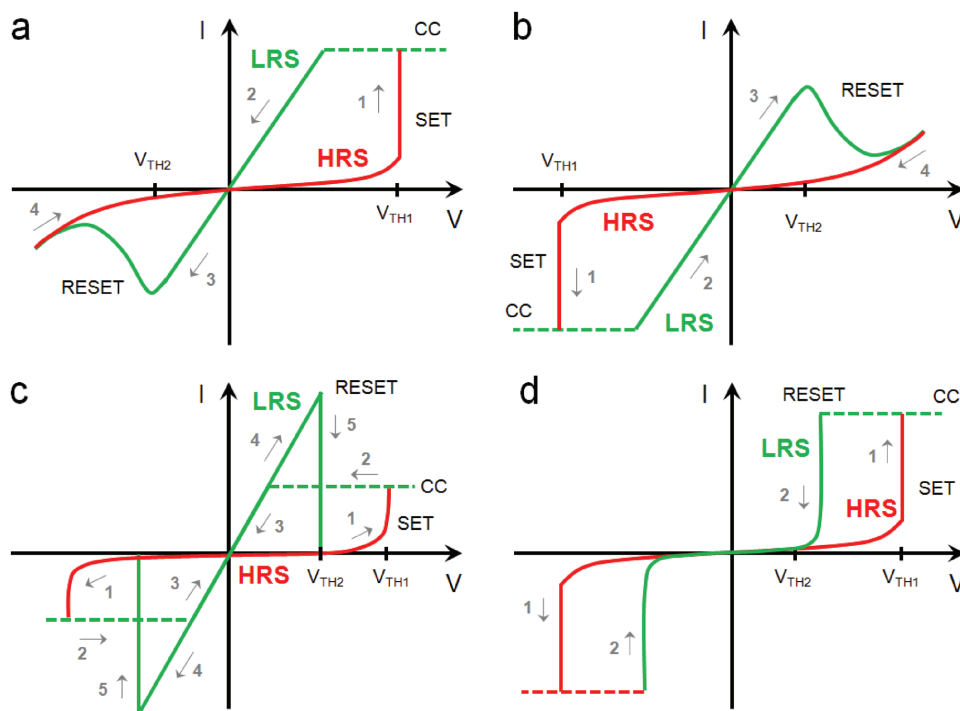 a
I
CC
LRS
2
1
SET
HRS
V_TH2
V_TH1
V
4
3
RESET
b
I
3
RESET
V_TH1
4
V
HRS
V_TH2
SET
1
2
CC
LRS
c
I
RESET
LRS
5
4
2
CC
3
1
SET
HRS
V_TH2
V_TH1
V
1
3
2
4
5
d
I
RESET
CC
LRS
1
2
HRS
SET
V_TH2
V_TH1
V
1
2